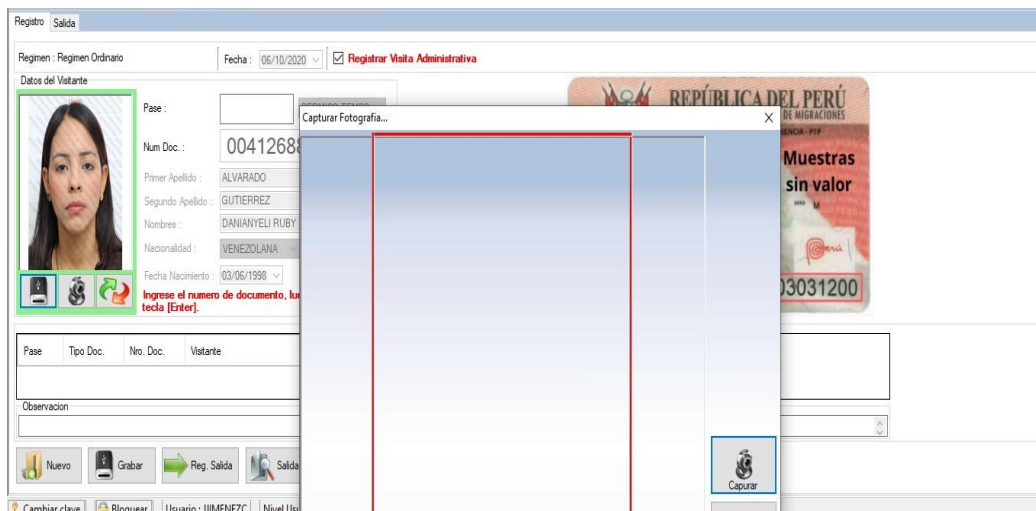 Registro Salida
Regimen : Regimen Ordinario Fecha : 06/10/2020 Registrar Visita Administrativa
Datos del Visitante
Pase :
Num Doc. : 00412688
Primer Apellido : ALVARADO
Segundo Apellido : GUTIERREZ
Nombres : DANIANYELI RUBY
Nacionalidad : VENEZOLANA
Fecha Nacimiento : 03/06/1998
Ingrese el numero de documento, lu
tecla [Enter].
Capturar Fotografia... X
REPÚBLICA DEL PERÚ
DE MIGRACIONES
PTP
Muestras
sin valor
M
Perú
03031200
Pase Tipo Doc. Nro. Doc. Visitante
Observacion
Nuevo Grabar Reg. Salida Salida
Capurar
Cambiar clave Bloquear Usuario :